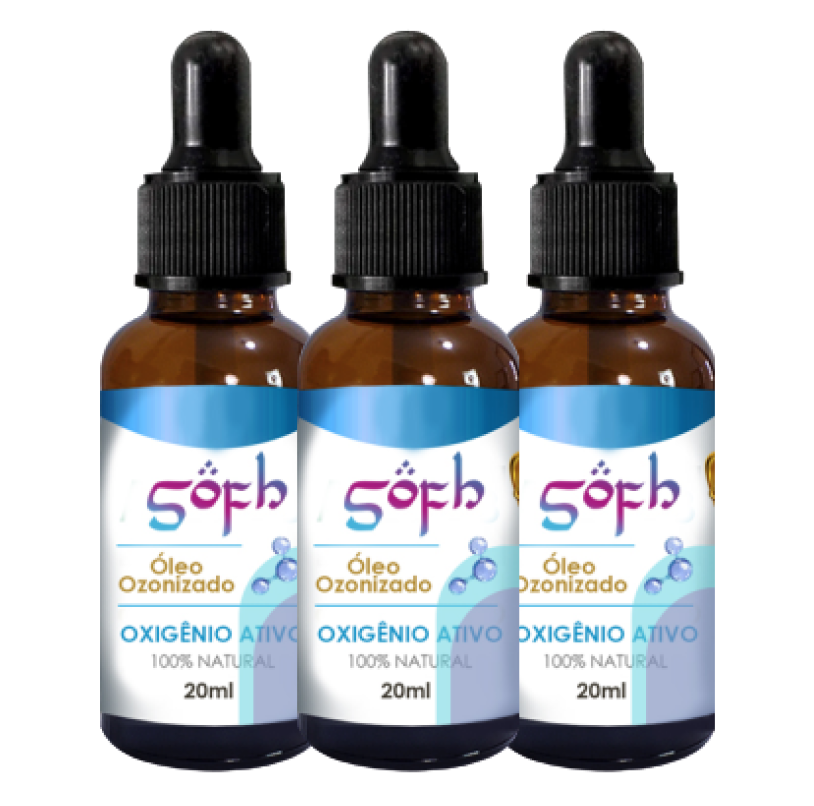 söfh
Óleo
Ozonizado
OXIGÊNIO ATIVO
100% NATURAL
20ml
söfh
Óleo
Ozonizado
OXIGÊNIO ATIVO
100% NATURAL
20ml
söfh
Óleo
Ozonizado
OXIGÊNIO ATIVO
100% NATURAL
20ml